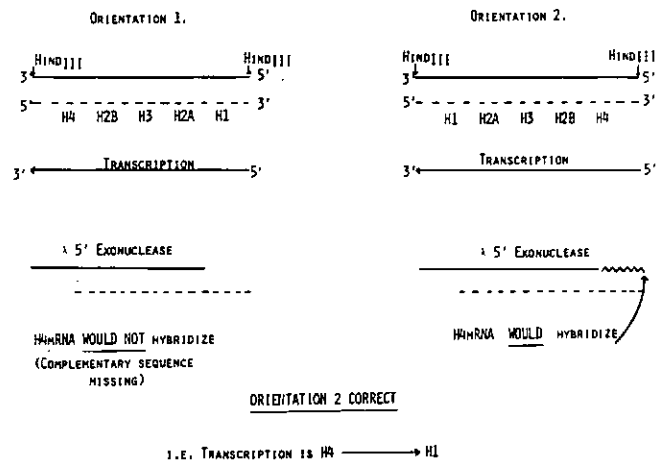 ORIENTATION 1.
ORIENTATION 2.
HINDIII HINDIII
HINDIII HINDIII
3' 5'
3' 5'
5' 3'
5' 3'
H4 H2B H3 H2A H1
H1 H2A H3 H2B H4
3' TRANSCRIPTION 5'
3' TRANSCRIPTION 5'
λ 5' EXONUCLEASE
λ 5' EXONUCLEASE
H4MRNA WOULD NOT HYBRIDIZE
(COMPLEMENTARY SEQUENCE
MISSING)
H4MRNA WOULD HYBRIDIZE
ORIENTATION 2 CORRECT
I.E. TRANSCRIPTION IS H4 → H1